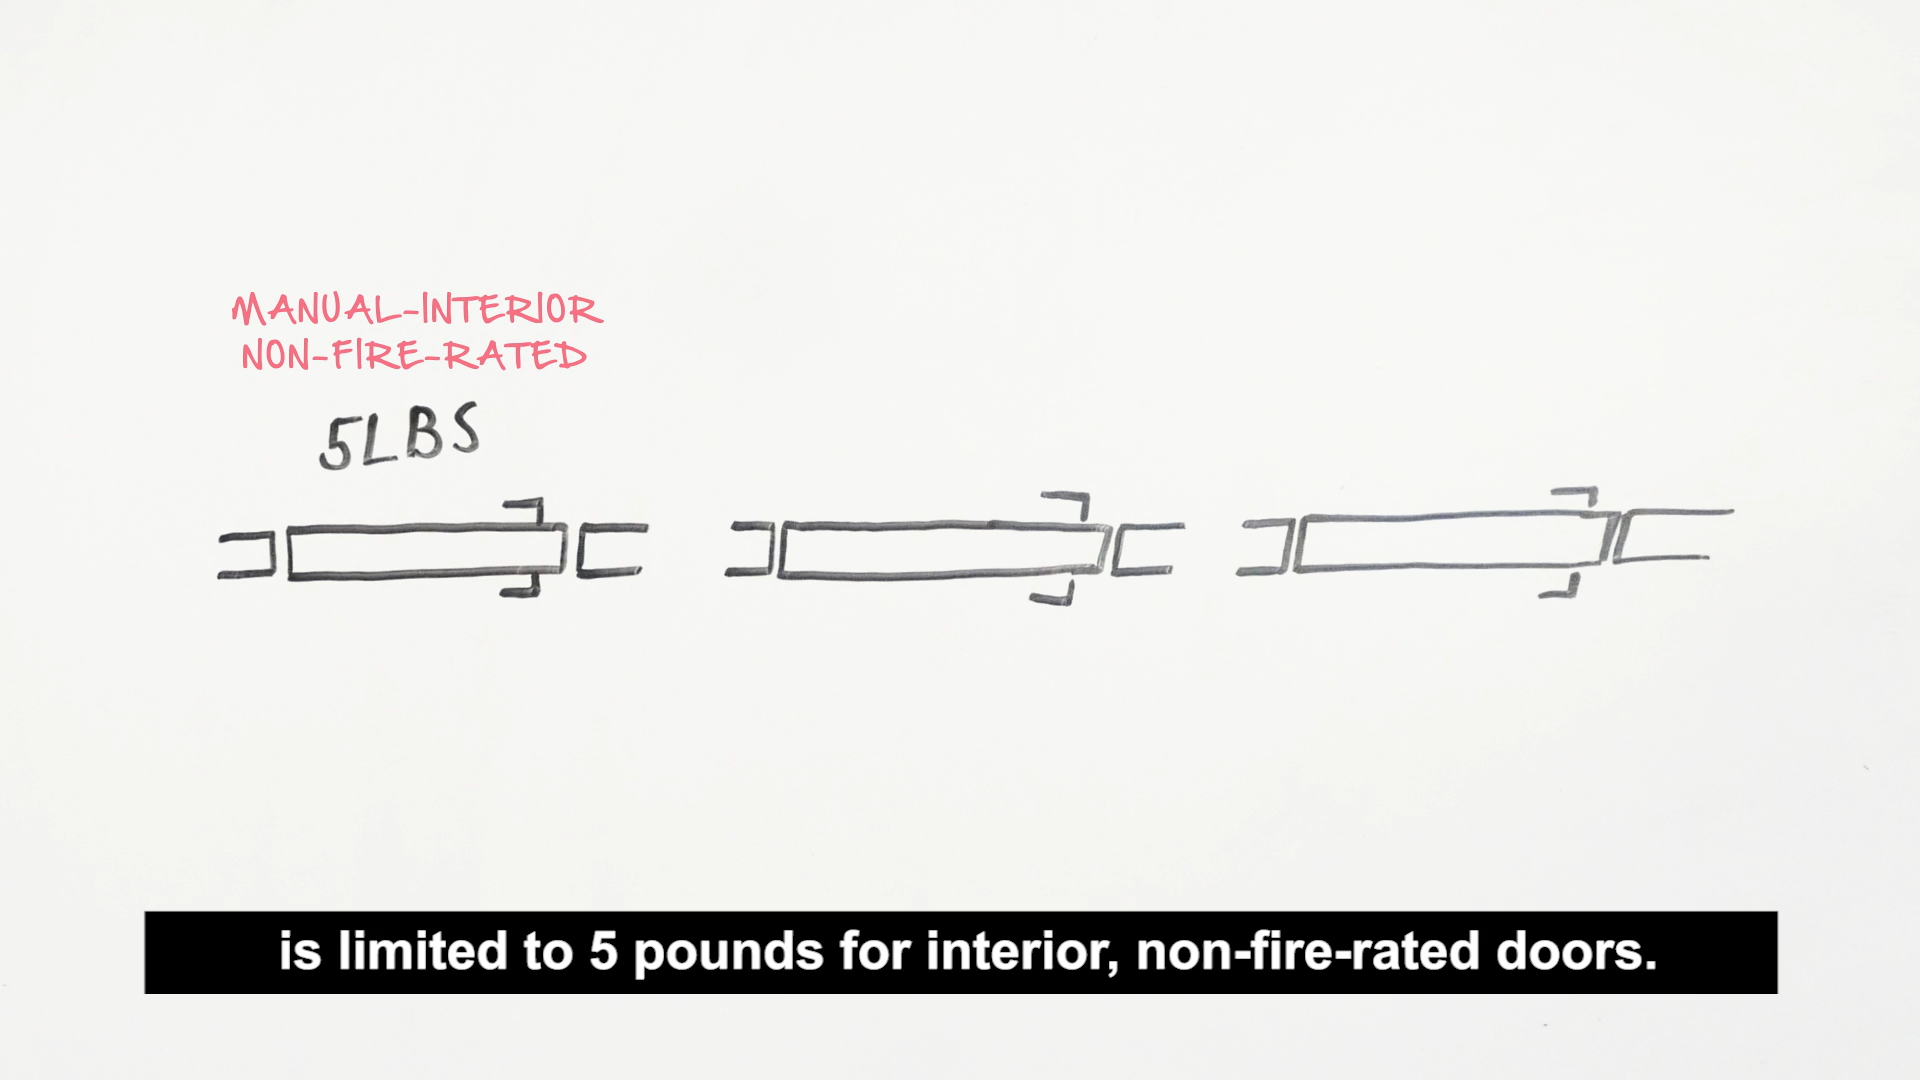 MANUAL-INTERIOR
NON-FIRE-RATED
5LBS
is limited to 5 pounds for interior, non-fire-rated doors.